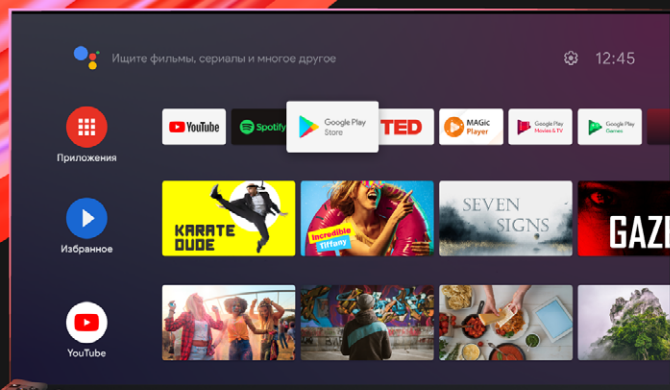 Ищите фильмы, сериалы и многое другое
12:45
Приложения
YouTube
Spotify
Google Play
Store
TED
MAGic
Player
Google Play
Movies & TV
Google Play
Games
Избранное
KARATE
DUDE
Incredible
Tiffany
SEVEN
SIGNS
GAZ
YouTube